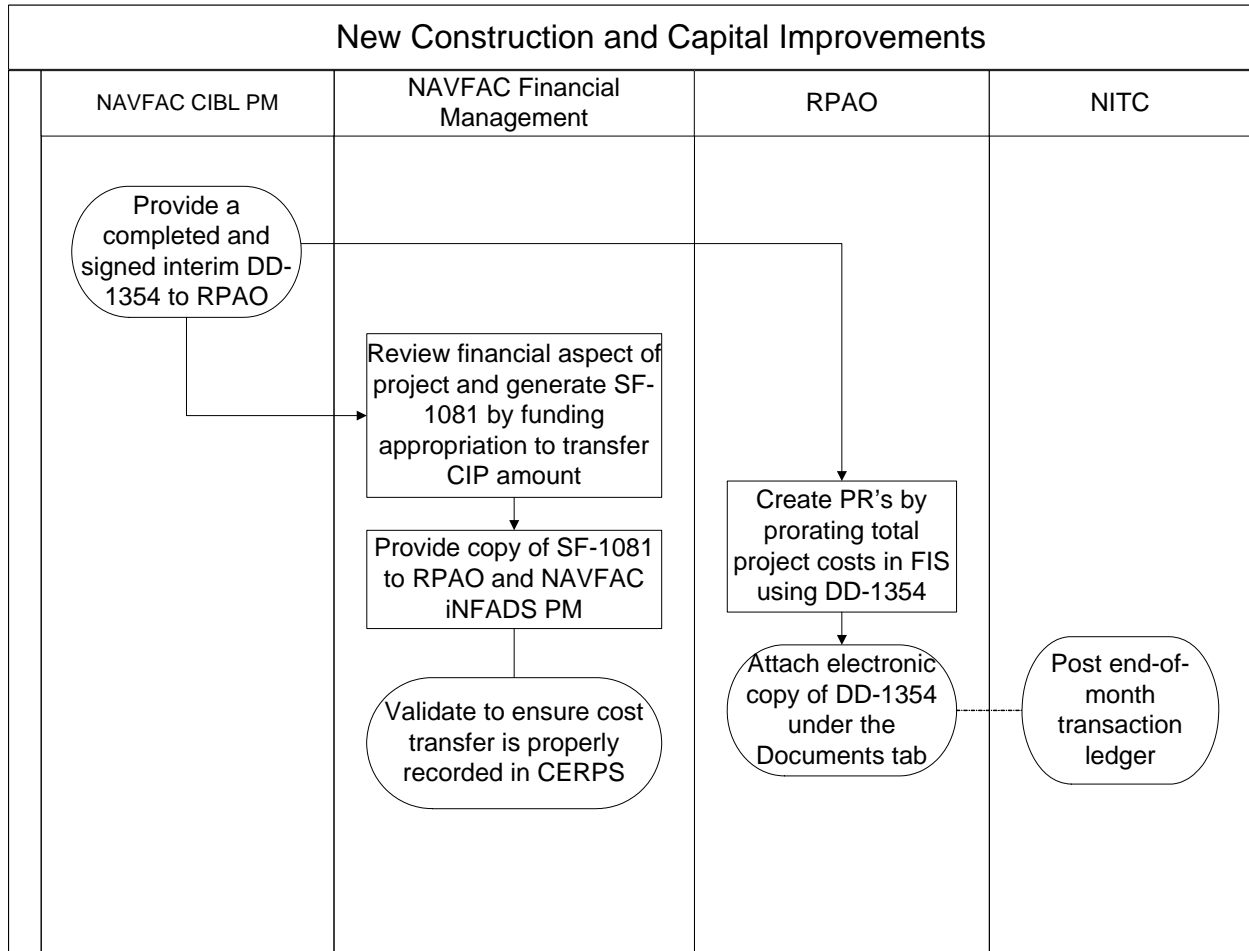 New Construction and Capital Improvements
NAVFAC CIBL PM
NAVFAC Financial
Management
RPAO
NITC
Provide a
completed and
signed interim DD-
1354 to RPAO
Review financial aspect of
project and generate SF-
1081 by funding
appropriation to transfer
CIP amount
Provide copy of SF-1081
to RPAO and NAVFAC
iNFADS PM
Validate to ensure cost
transfer is properly
recorded in CERPS
Create PR’s by
prorating total
project costs in FIS
using DD-1354
Attach electronic
copy of DD-1354
under the
Documents tab
Post end-of-
month
transaction
ledger